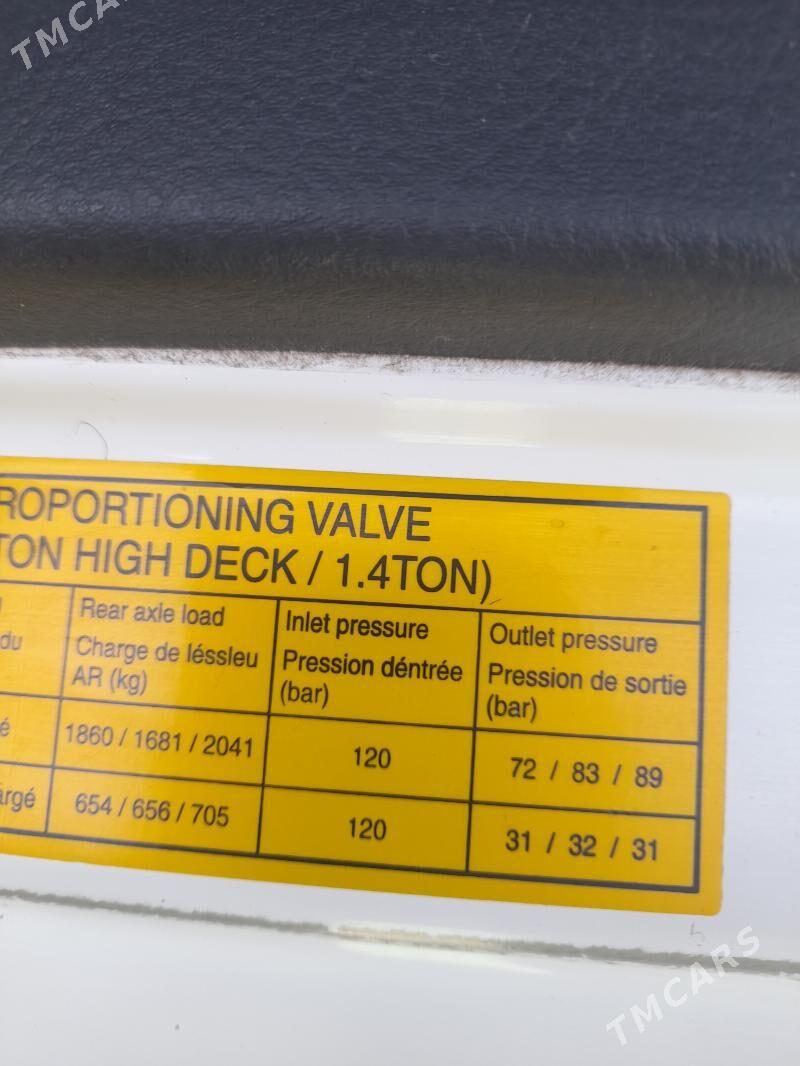 TMCARS
ROPORTIONING VALVE
TON HIGH DECK / 1.4TON)
du
Rear axle load
Charge de léssleu
AR (kg)
Inlet pressure
Pression déntrée
(bar)
Outlet pressure
Pression de sortie
(bar)
é
1860 / 1681 / 2041
120
72 / 83 / 89
argé
654 / 656 / 705
120
31 / 32 / 31
TMCARS